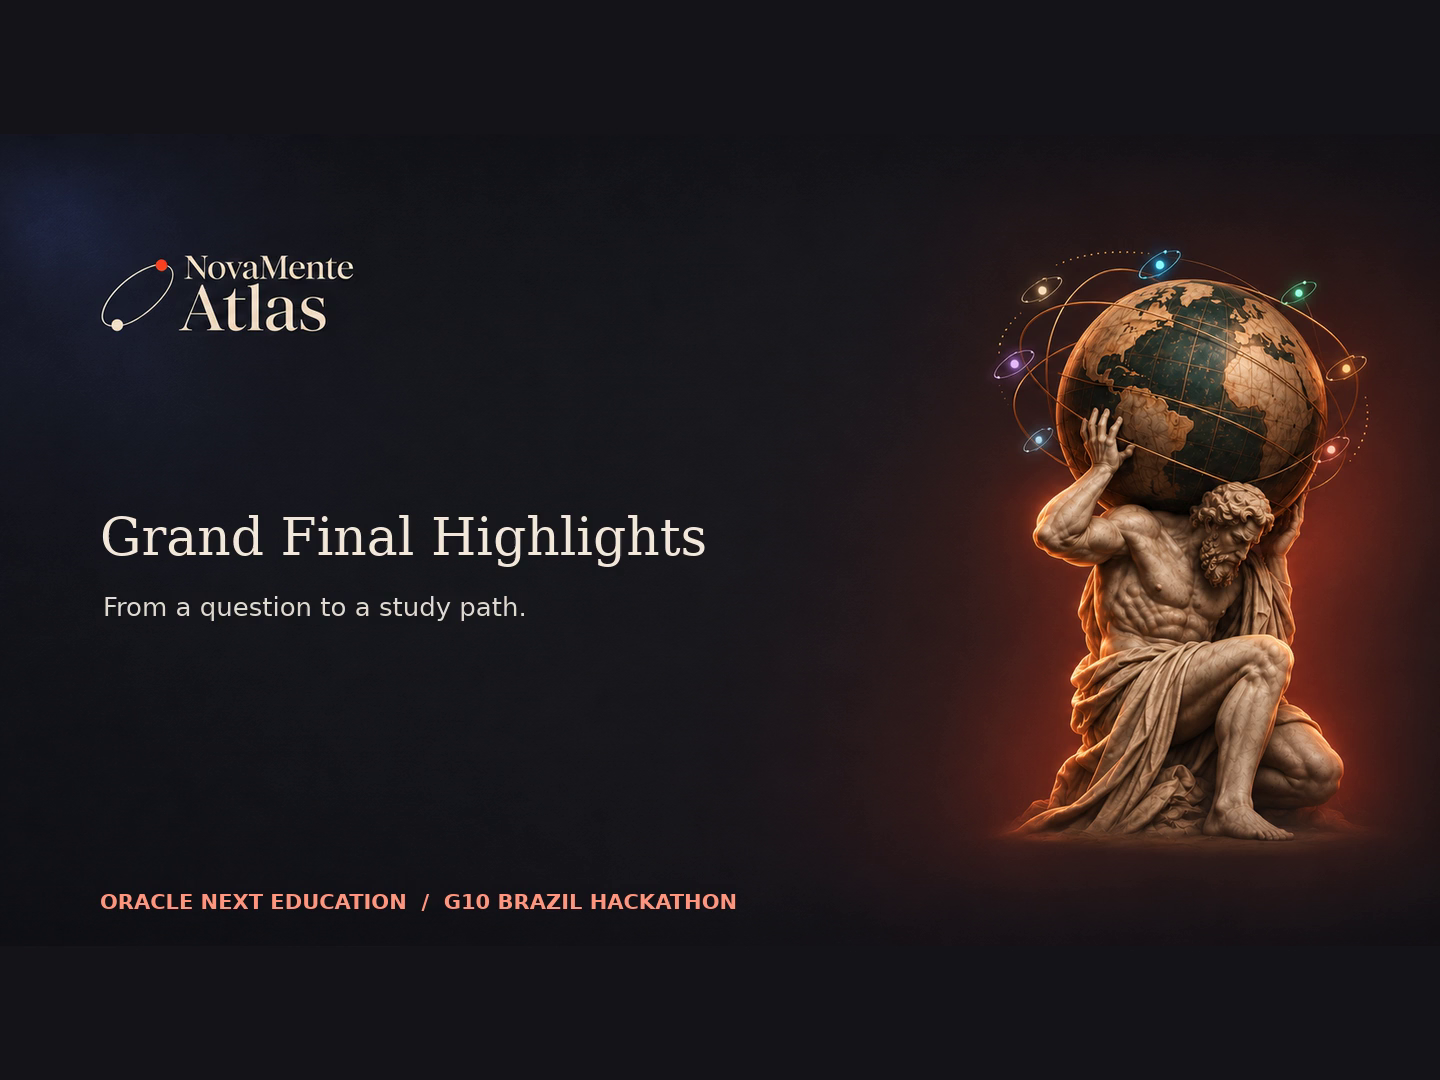 NovaMente
Atlas
Grand Final Highlights
From a question to a study path.
ORACLE NEXT EDUCATION / G10 BRAZIL HACKATHON